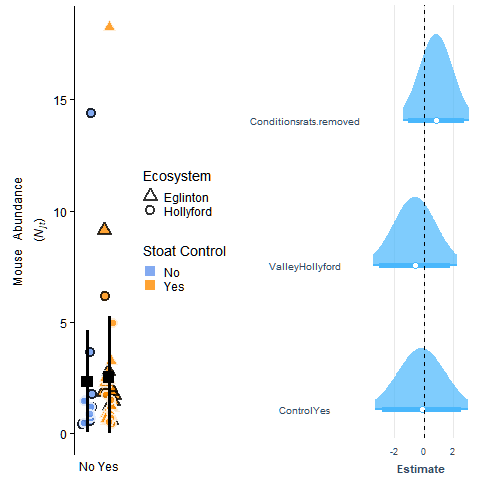 Mouse Abundance
(Njt)
15
10
5
0
No Yes
Ecosystem
Eglinton
Hollyford
Stoat Control
No
Yes
Conditionsrats.removed
ValleyHollyford
ControlYes
-2 0 2
Estimate